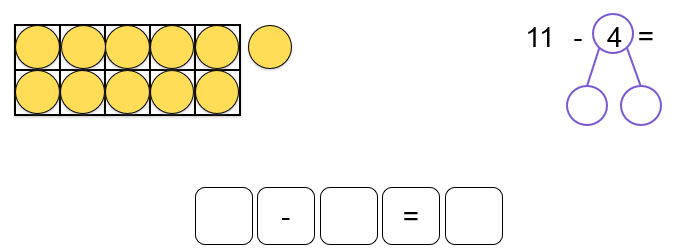 11 - 4 =
- =